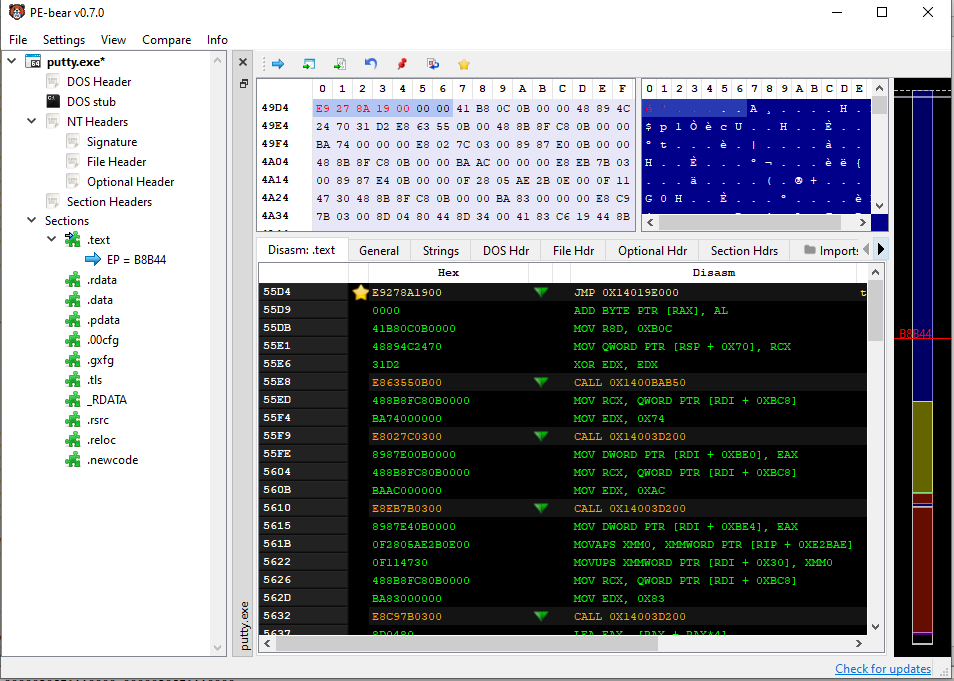 PE-bear v0.7.0
File Settings View Compare Info
putty.exe*
DOS Header
DOS stub
NT Headers
Signature
File Header
Optional Header
Section Headers
Sections
.text
EP = B8B44
.rdata
.data
.pdata
.00cfg
.gxfg
.tls
_RDATA
.rsrc
.reloc
.newcode
putty.exe
0 1 2 3 4 5 6 7 8 9 A B C D E F
49D4 E9 27 8A 19 00 00 00 41 B8 0C 0B 00 00 48 89 4C
49E4 24 70 31 D2 E8 63 55 0B 00 48 8B 8F C8 0B 00 00
49F4 BA 74 00 00 00 E8 02 7C 03 00 89 87 E0 0B 00 00
4A04 48 8B 8F C8 0B 00 00 BA AC 00 00 00 E8 EB 7B 03
4A14 00 89 87 E4 0B 00 00 0F 28 05 AE 2B 0E 00 0F 11
4A24 47 30 48 8B 8F C8 0B 00 00 BA 83 00 00 00 E8 C9
4A34 7B 03 00 8D 04 80 44 8D 34 00 41 83 C6 19 44 8B
0 1 2 3 4 5 6 7 8 9 A B C D E
é ' . . . . . A . . . . . H .
$ p 1 Ò è c U . . H . . È . .
º t . . . è . | . . . . à . .
H . . È . . . º ¬ . . . è ë {
. . . ä . . . . ( . ® + . . .
G 0 H . . È . . . º . . . . è
Disasm: .text General Strings DOS Hdr File Hdr Optional Hdr Section Hdrs Imports
Hex Disasm
55D4 E9278A1900 JMP 0X14019E000 t
55D9 0000 ADD BYTE PTR [RAX], AL
55DB 41B80C0B0000 MOV R8D, 0XB0C
55E1 48894C2470 MOV QWORD PTR [RSP + 0X70], RCX
55E6 31D2 XOR EDX, EDX
55E8 E863550B00 CALL 0X1400BAB50
55ED 488B8FC80B0000 MOV RCX, QWORD PTR [RDI + 0XBC8]
55F4 BA74000000 MOV EDX, 0X74
55F9 E8027C0300 CALL 0X14003D200
55FE 8987E00B0000 MOV DWORD PTR [RDI + 0XBE0], EAX
5604 488B8FC80B0000 MOV RCX, QWORD PTR [RDI + 0XBC8]
560B BAAC000000 MOV EDX, 0XAC
5610 E8EB7B0300 CALL 0X14003D200
5615 8987E40B0000 MOV DWORD PTR [RDI + 0XBE4], EAX
561B 0F2805AE2B0E00 MOVAPS XMM0, XMMWORD PTR [RIP + 0XE2BAE]
5622 0F114730 MOVUPS XMMWORD PTR [RDI + 0X30], XMM0
5626 488B8FC80B0000 MOV RCX, QWORD PTR [RDI + 0XBC8]
562D BA83000000 MOV EDX, 0X83
5632 E8C97B0300 CALL 0X14003D200
5637 8D0480 LEA EAX, [RAX + RAX*4]
B8B44
Check for updates